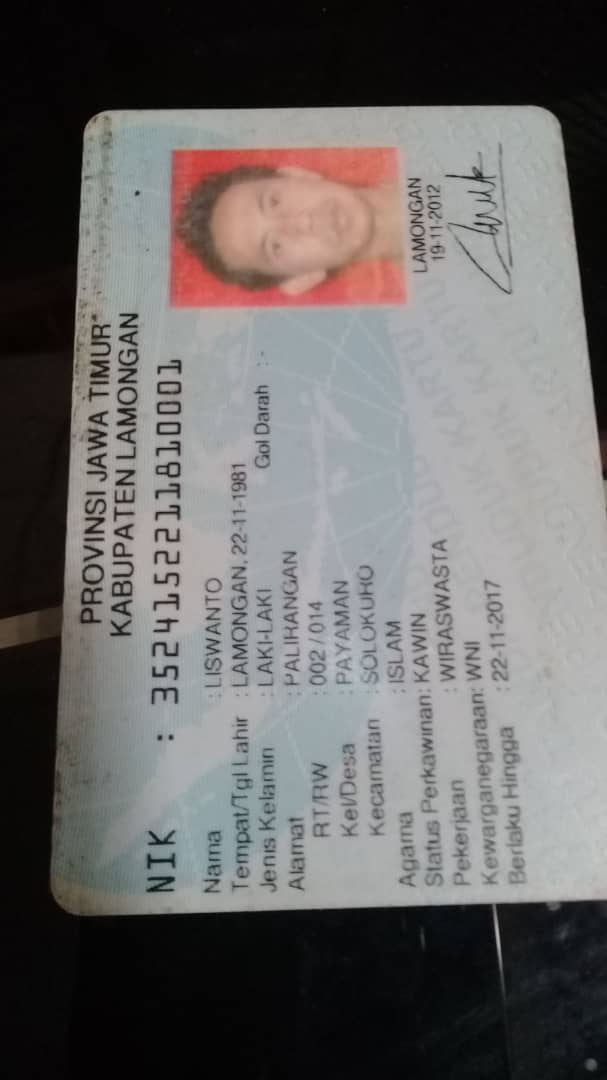 PROVINSI JAWA TIMUR
KABUPATEN LAMONGAN
NIK : 3524152211810001
Nama : LISWANTO
Tempat/Tgl Lahir : LAMONGAN, 22-11-1981
Jenis Kelamin : LAKI-LAKI Gol Darah : -
Alamat : PALIRANGAN
RT/RW : 002 / 014
Kel/Desa : PAYAMAN
Kecamatan : SOLOKURO
Agama : ISLAM
Status Perkawinan: KAWIN
Pekerjaan : WIRASWASTA
Kewarganegaraan: WNI
Berlaku Hingga : 22-11-2017
LAMONGAN
19-11-2012